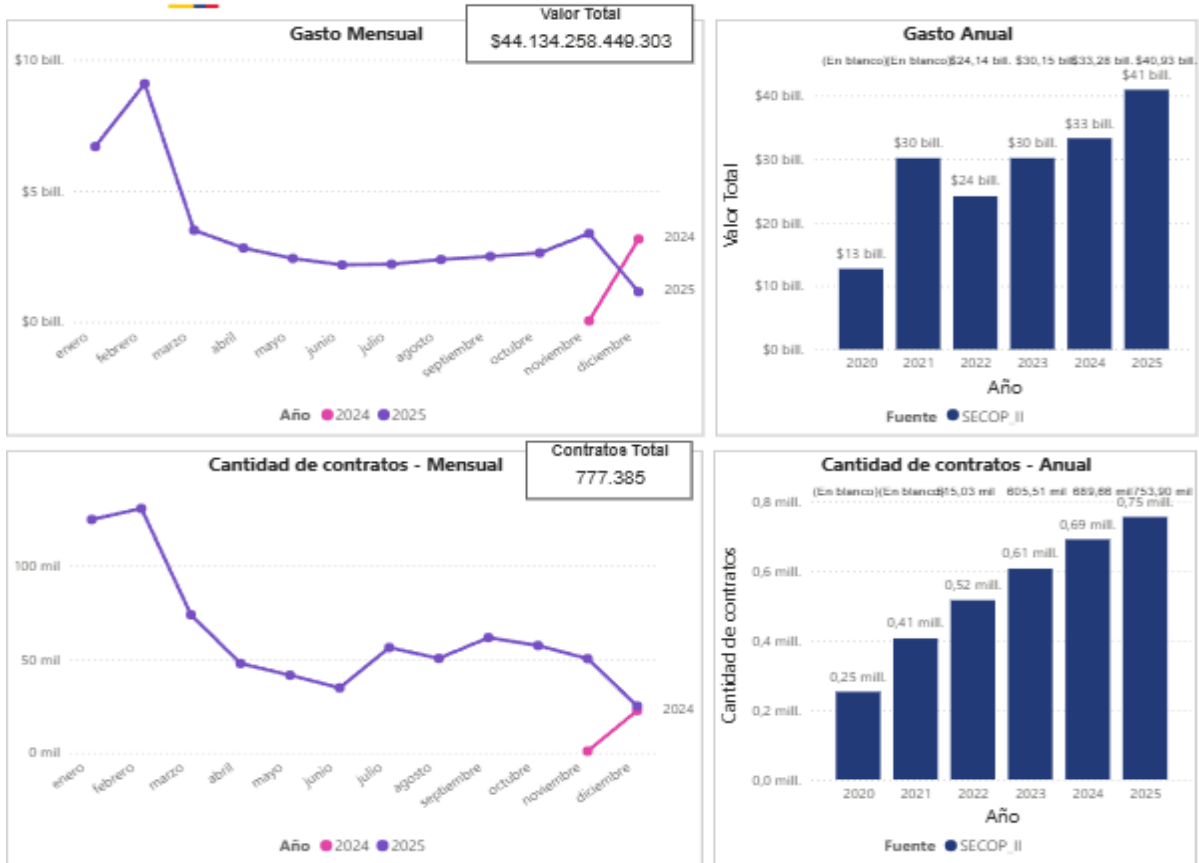 Gasto Mensual
Valor Total
$44.134.258.449.303
$10 bill.
$5 bill.
$0 bill.
2024
2025
enero
febrero
marzo
abril
mayo
junio
julio
agosto
septiembre
octubre
noviembre
diciembre
Año 2024 2025
Gasto Anual
(En blanco) (En blanco) $24,14 bill. $30,15 bill. $33,28 bill. $40,93 bill.
Valor Total
$40 bill.
$30 bill.
$20 bill.
$10 bill.
$0 bill.
$13 bill.
$30 bill.
$24 bill.
$30 bill.
$33 bill.
$41 bill.
2020 2021 2022 2023 2024 2025
Año
Fuente SECOP_II
Cantidad de contratos - Mensual
Contratos Total
777.385
100 mil
50 mil
0 mil
2024
enero
febrero
marzo
abril
mayo
junio
julio
agosto
septiembre
octubre
noviembre
diciembre
Año 2024 2025
Cantidad de contratos - Anual
(En blanco) (En blanco) 15,03 mil 605,51 mil 689,66 mil 753,90 mil
Cantidad de contratos
0,8 mill.
0,6 mill.
0,4 mill.
0,2 mill.
0,0 mill.
0,25 mill.
0,41 mill.
0,52 mill.
0,61 mill.
0,69 mill.
0,75 mill.
2020 2021 2022 2023 2024 2025
Año
Fuente SECOP_II